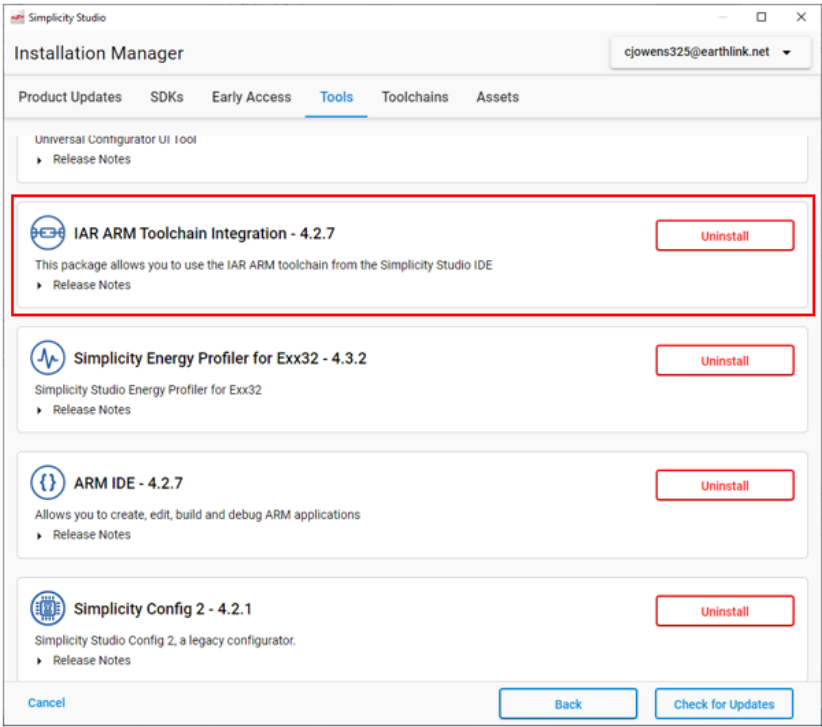 Simplicity Studio
Installation Manager
cjowens325@earthlink.net
Product Updates SDKs Early Access Tools Toolchains Assets
Universal Configurator UI Tool
Release Notes
IAR ARM Toolchain Integration - 4.2.7
Uninstall
This package allows you to use the IAR ARM toolchain from the Simplicity Studio IDE
Release Notes
Simplicity Energy Profiler for Exx32 - 4.3.2
Uninstall
Simplicity Studio Energy Profiler for Exx32
Release Notes
{} ARM IDE - 4.2.7
Uninstall
Allows you to create, edit, build and debug ARM applications
Release Notes
Simplicity Config 2 - 4.2.1
Uninstall
Simplicity Studio Config 2, a legacy configurator.
Release Notes
Cancel Back Check for Updates